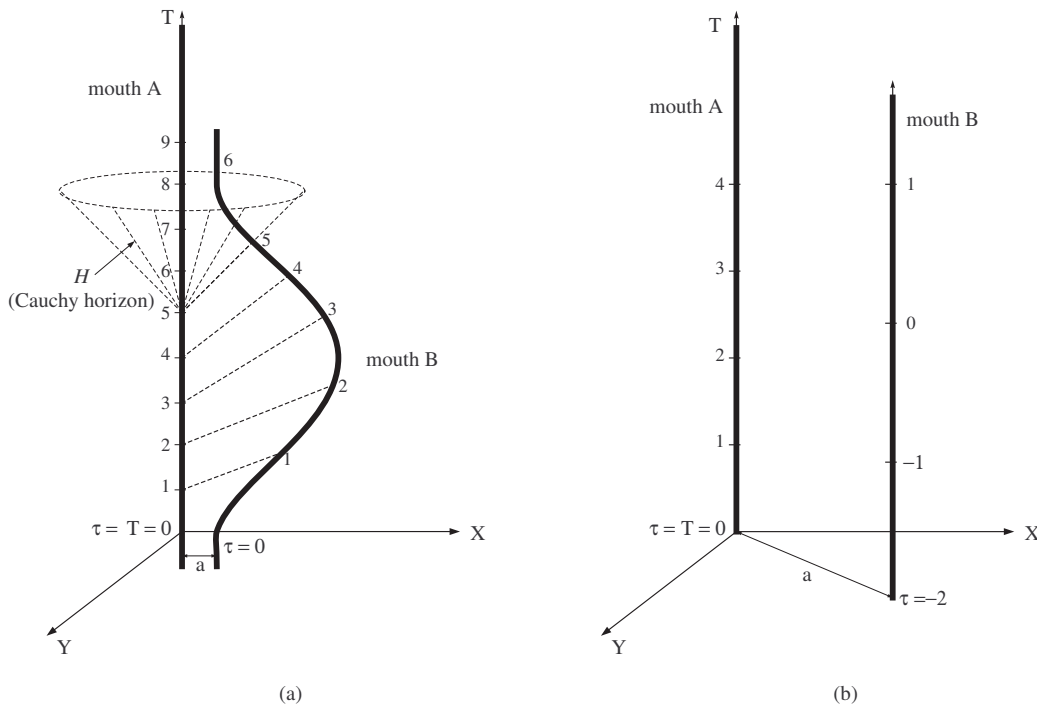 T
mouth A
9
8
7
6
5
4
3
2
1
6
5
4
3
2
1
H
(Cauchy horizon)
mouth B
τ = T = 0
τ = 0
a
X
Y
(a)
T
mouth A
4
3
2
1
mouth B
1
0
−1
τ = T = 0
a
τ =−2
X
Y
(b)